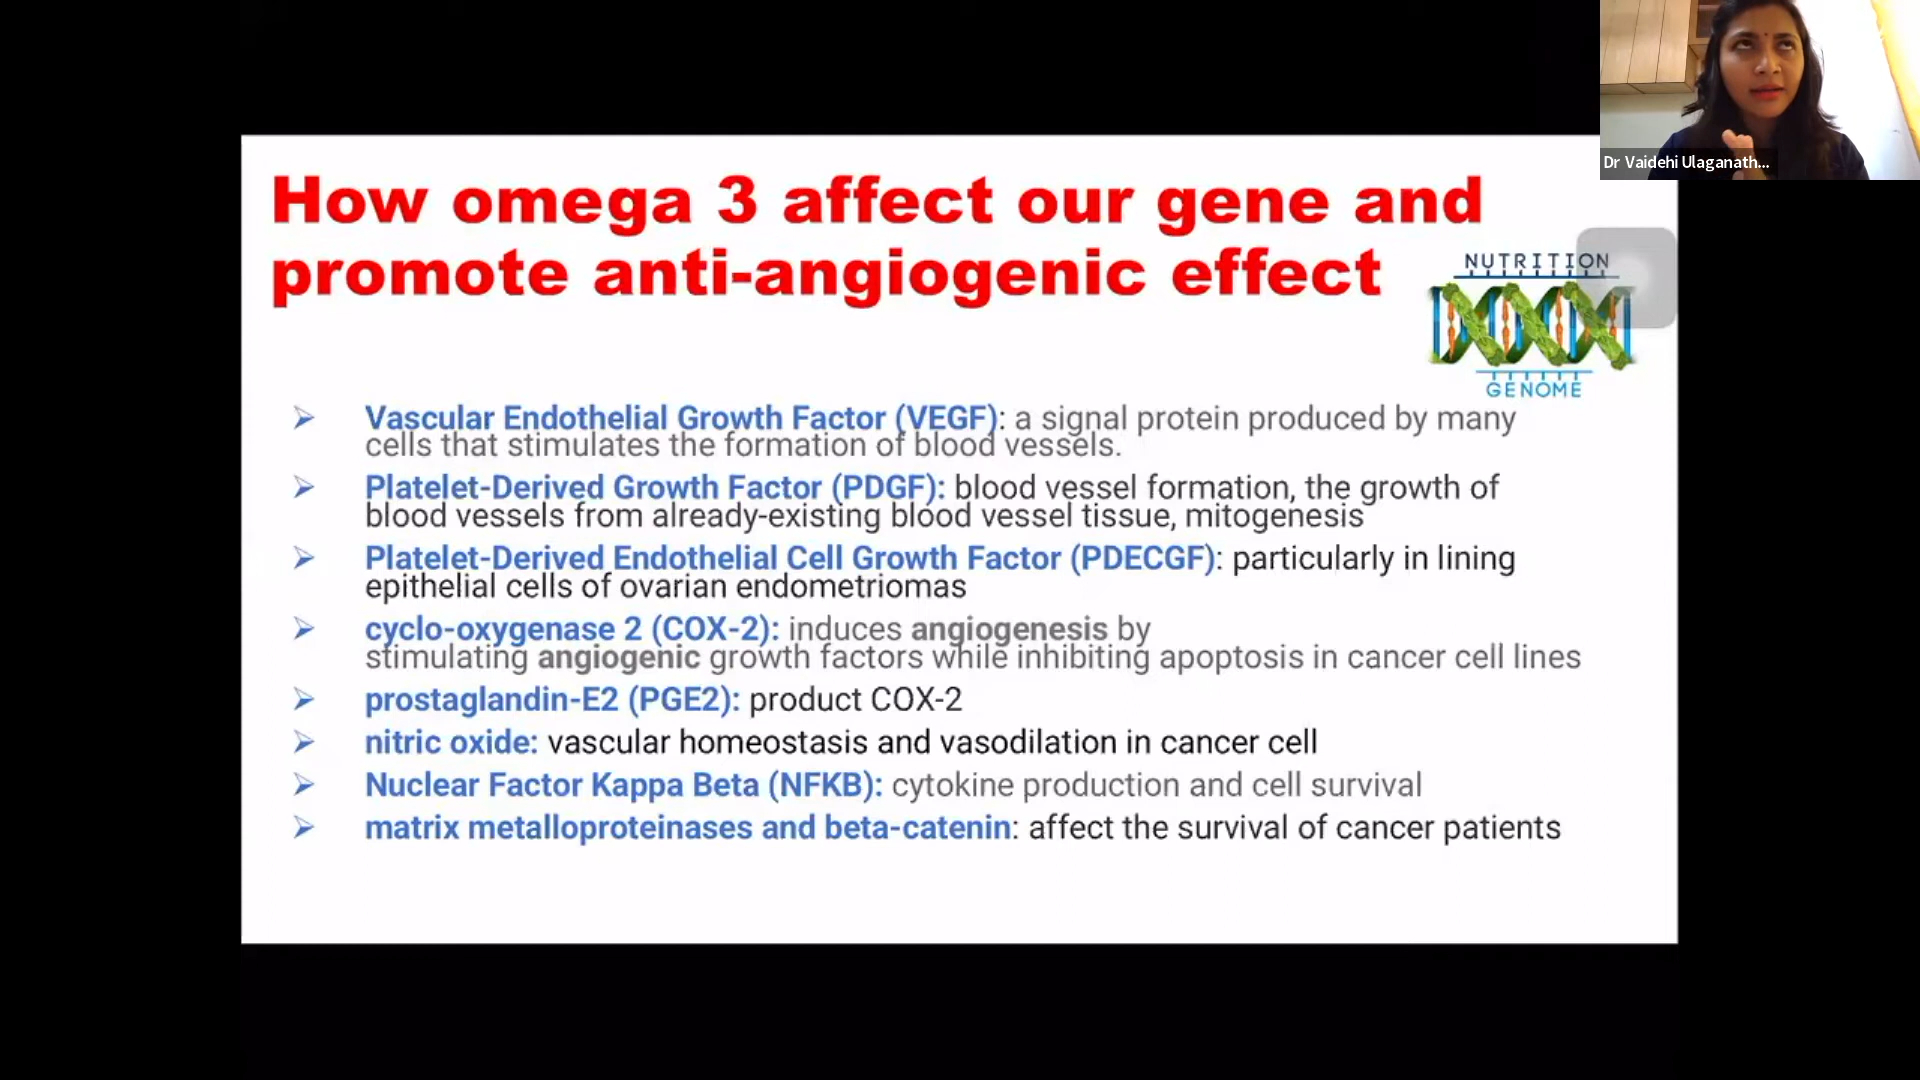 Dr Vaidehi Ulaganath...
How omega 3 affect our gene and
promote anti-angiogenic effect
NUTRITION
GENOME
➢ Vascular Endothelial Growth Factor (VEGF): a signal protein produced by many
cells that stimulates the formation of blood vessels.
➢ Platelet-Derived Growth Factor (PDGF): blood vessel formation, the growth of
blood vessels from already-existing blood vessel tissue, mitogenesis
➢ Platelet-Derived Endothelial Cell Growth Factor (PDECGF): particularly in lining
epithelial cells of ovarian endometriomas
➢ cyclo-oxygenase 2 (COX-2): induces angiogenesis by
stimulating angiogenic growth factors while inhibiting apoptosis in cancer cell lines
➢ prostaglandin-E2 (PGE2): product COX-2
➢ nitric oxide: vascular homeostasis and vasodilation in cancer cell
➢ Nuclear Factor Kappa Beta (NFKB): cytokine production and cell survival
➢ matrix metalloproteinases and beta-catenin: affect the survival of cancer patients